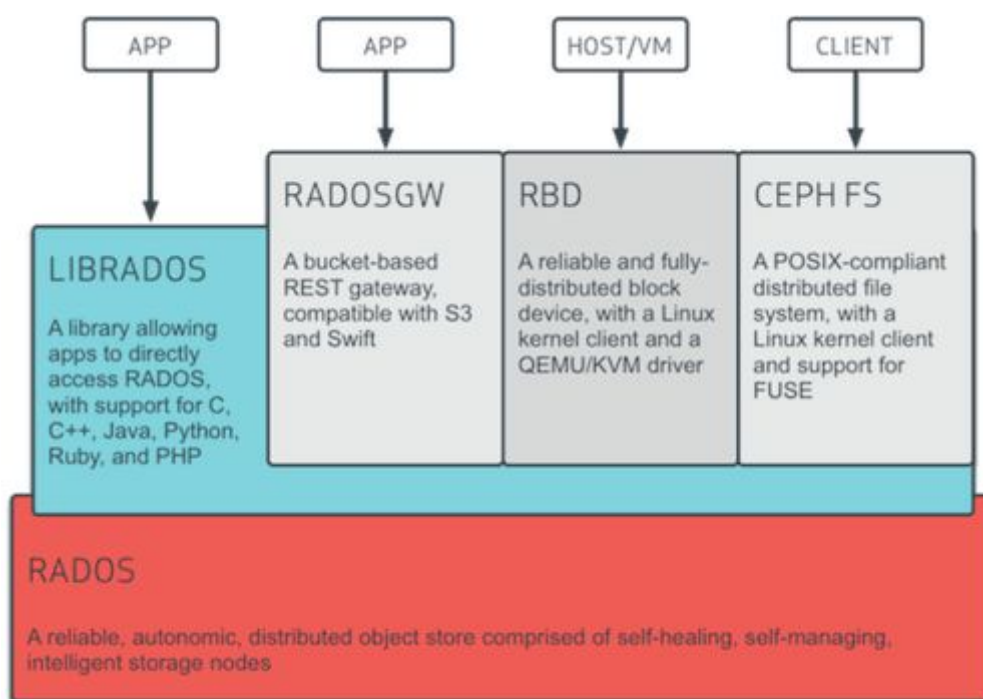 APP
APP
HOST/VM
CLIENT
LIBRADOS
A library allowing
apps to directly
access RADOS,
with support for C,
C++, Java, Python,
Ruby, and PHP
RADOSGW
A bucket-based
REST gateway,
compatible with S3
and Swift
RBD
A reliable and fully-
distributed block
device, with a Linux
kernel client and a
QEMU/KVM driver
CEPH FS
A POSIX-compliant
distributed file
system, with a
Linux kernel client
and support for
FUSE
RADOS
A reliable, autonomic, distributed object store comprised of self-healing, self-managing,
intelligent storage nodes